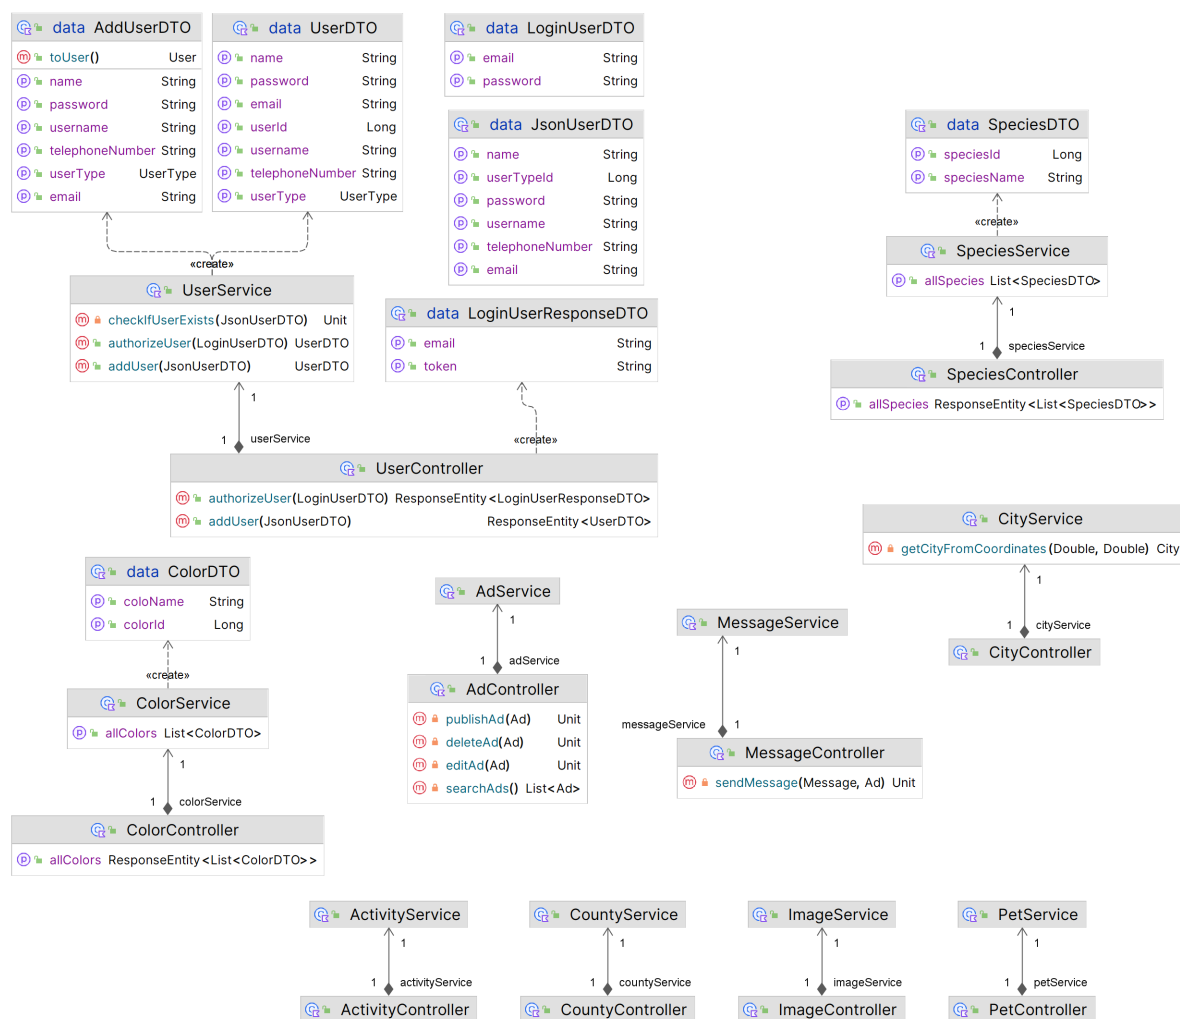 data AddUserDTO
toUser() User
name String
password String
username String
telephoneNumber String
userType UserType
email String
data UserDTO
name String
password String
email String
userId Long
username String
telephoneNumber String
userType UserType
data LoginUserDTO
email String
password String
data JsonUserDTO
name String
userTypeId Long
password String
username String
telephoneNumber String
email String
data SpeciesDTO
speciesId Long
speciesName String
«create»
SpeciesService
allSpecies List<SpeciesDTO>
1
1 speciesService
SpeciesController
allSpecies ResponseEntity<List<SpeciesDTO>>
«create»
UserService
checkIfUserExists(JsonUserDTO) Unit
authorizeUser(LoginUserDTO) UserDTO
addUser(JsonUserDTO) UserDTO
data LoginUserResponseDTO
email String
token String
1
1 userService
«create»
UserController
authorizeUser(LoginUserDTO) ResponseEntity<LoginUserResponseDTO>
addUser(JsonUserDTO) ResponseEntity<UserDTO>
CityService
getCityFromCoordinates(Double, Double) City
1
1 cityService
CityController
data ColorDTO
coloName String
colorId Long
«create»
ColorService
allColors List<ColorDTO>
1
1 colorService
ColorController
allColors ResponseEntity<List<ColorDTO>>
AdService
1
1 adService
AdController
publishAd(Ad) Unit
deleteAd(Ad) Unit
editAd(Ad) Unit
searchAds() List<Ad>
MessageService
1
messageService 1
MessageController
sendMessage(Message, Ad) Unit
ActivityService
1
1 activityService
ActivityController
CountyService
1
1 countyService
CountyController
ImageService
1
1 imageService
ImageController
PetService
1
1 petService
PetController